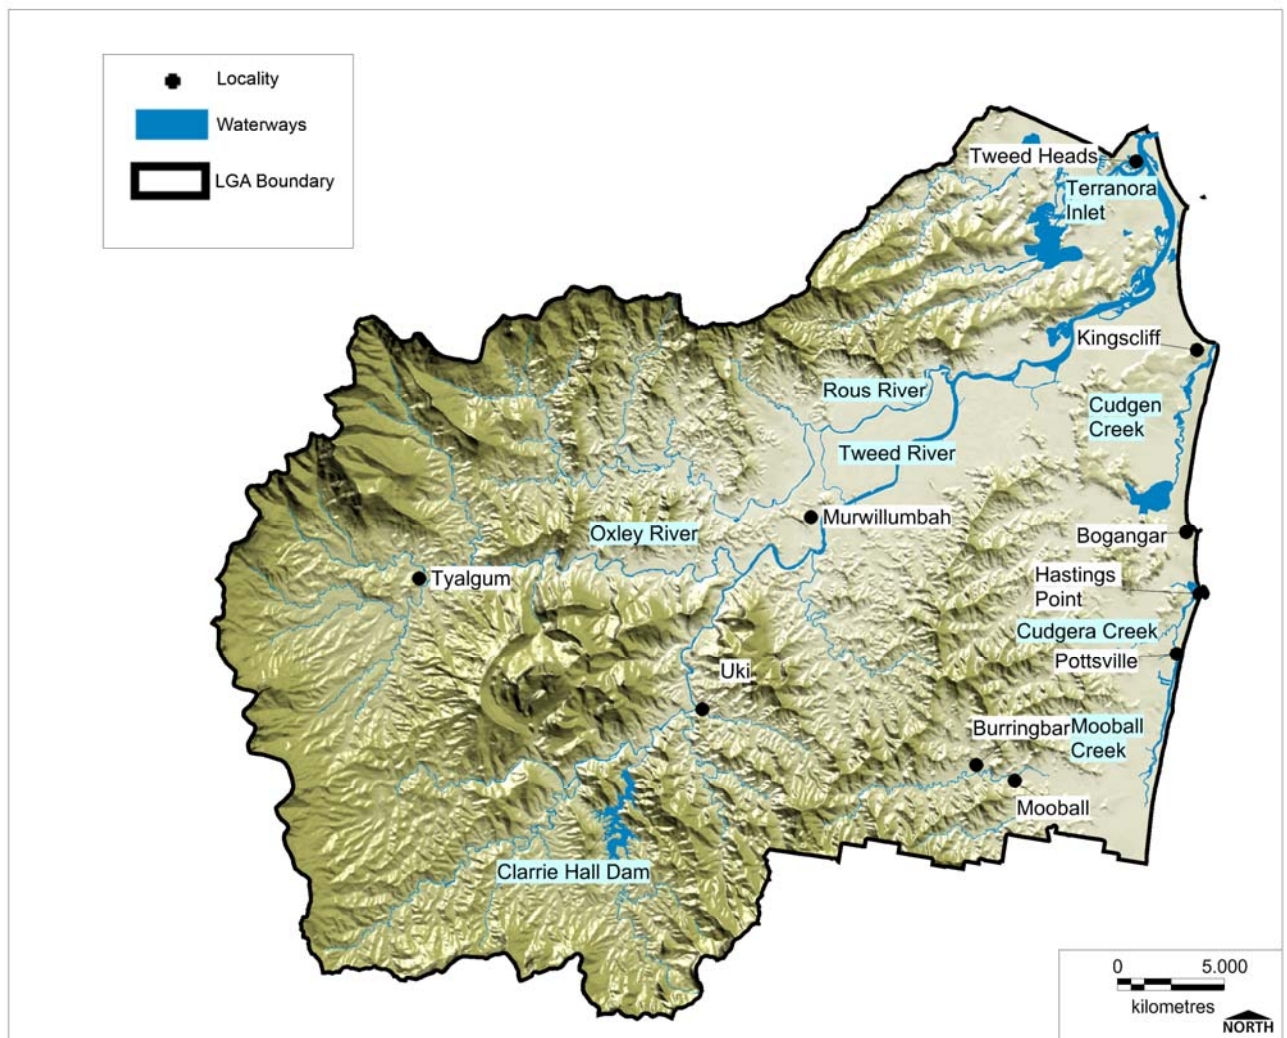 Locality
Waterways
LGA Boundary
Tweed Heads
Terranora
Inlet
Kingscliff
Rous River
Cudgen
Creek
Tweed River
Murwillumbah
Oxley River
Bogangar
Tyalgum
Hastings
Point
Cudgera Creek
Pottsville
Uki
Burringbar
Mooball
Creek
Mooball
Clarrie Hall Dam
0 5.000
kilometres
NORTH